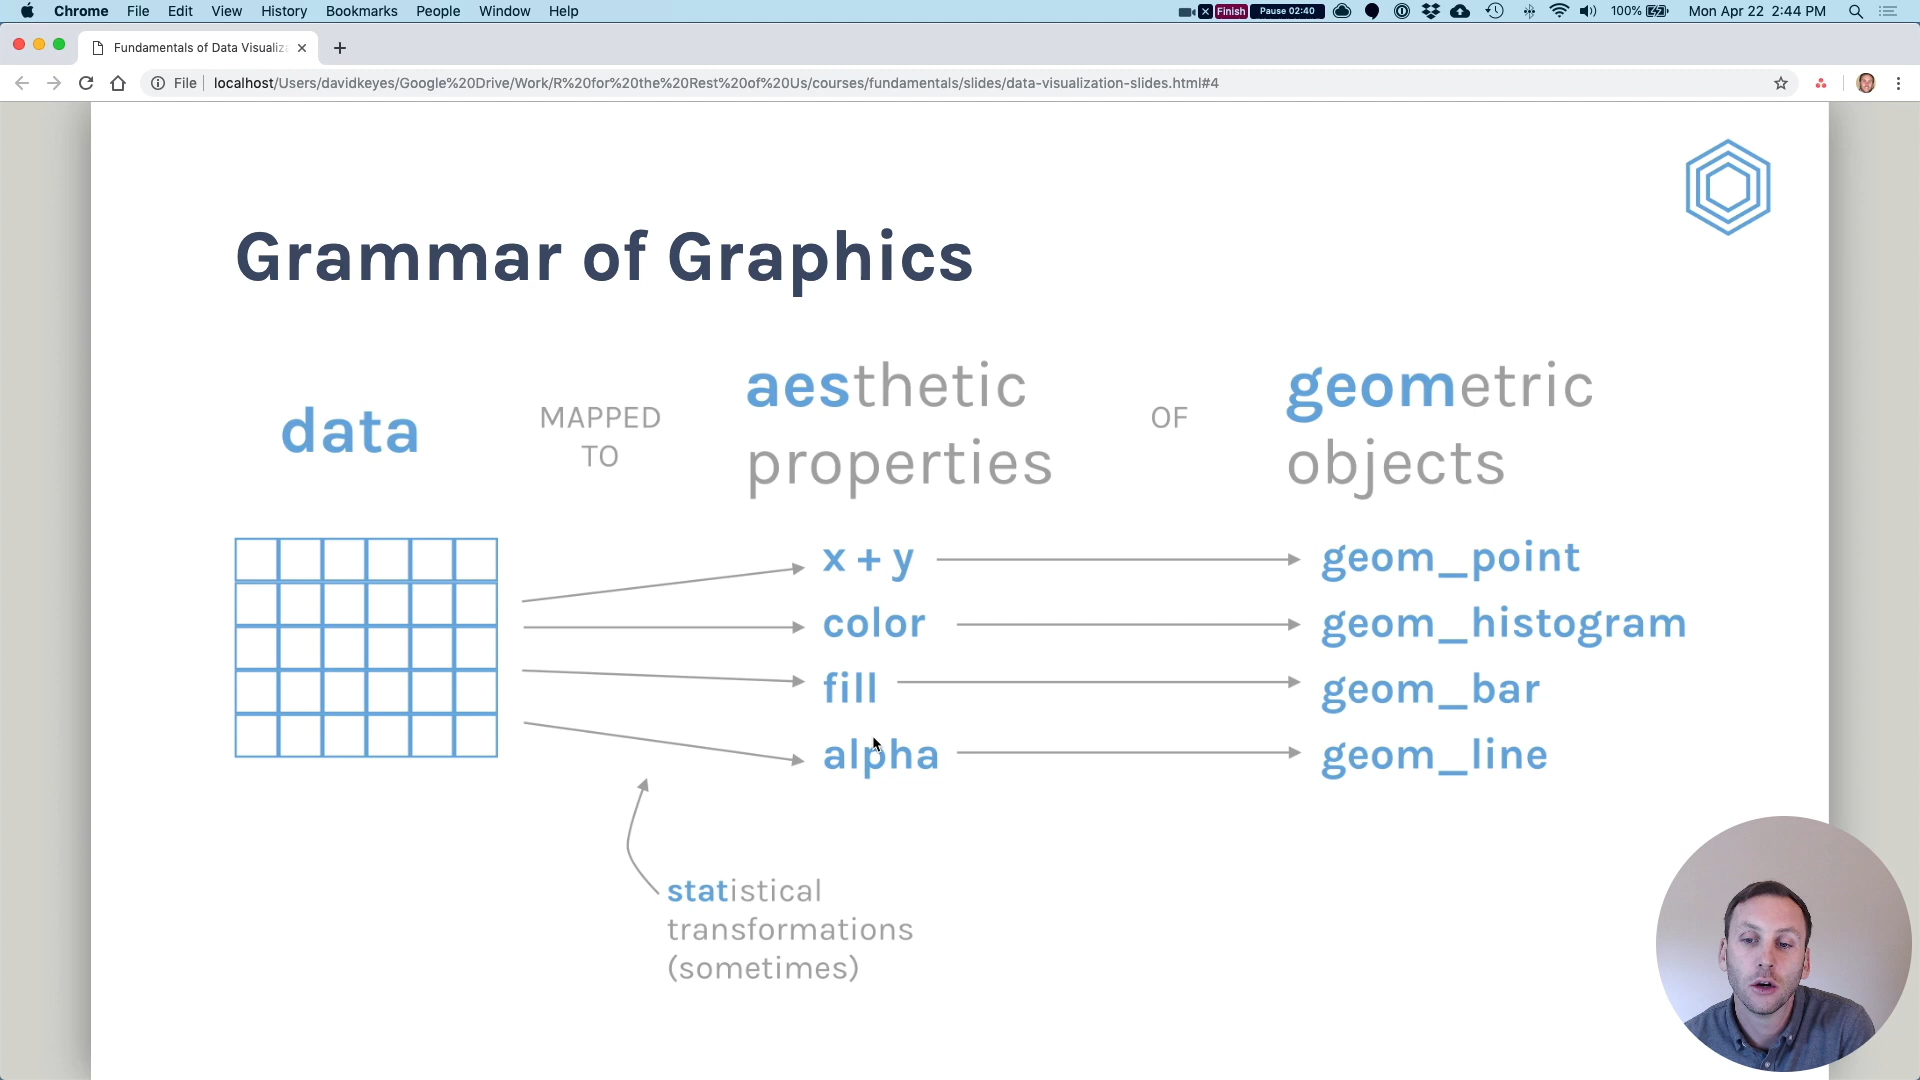 Chrome File Edit View History Bookmarks People Window Help Finish Pause 02:40 100% Mon Apr 22 2:44 PM
Fundamentals of Data Visualiz
File localhost/Users/davidkeyes/Google%20Drive/Work/R%20for%20the%20Rest%20of%20Us/courses/fundamentals/slides/data-visualization-slides.html#4
Grammar of Graphics
data
MAPPED
TO
aesthetic
properties
OF
geometric
objects
x + y
geom_point
color
geom_histogram
fill
geom_bar
alpha
geom_line
statistical
transformations
(sometimes)